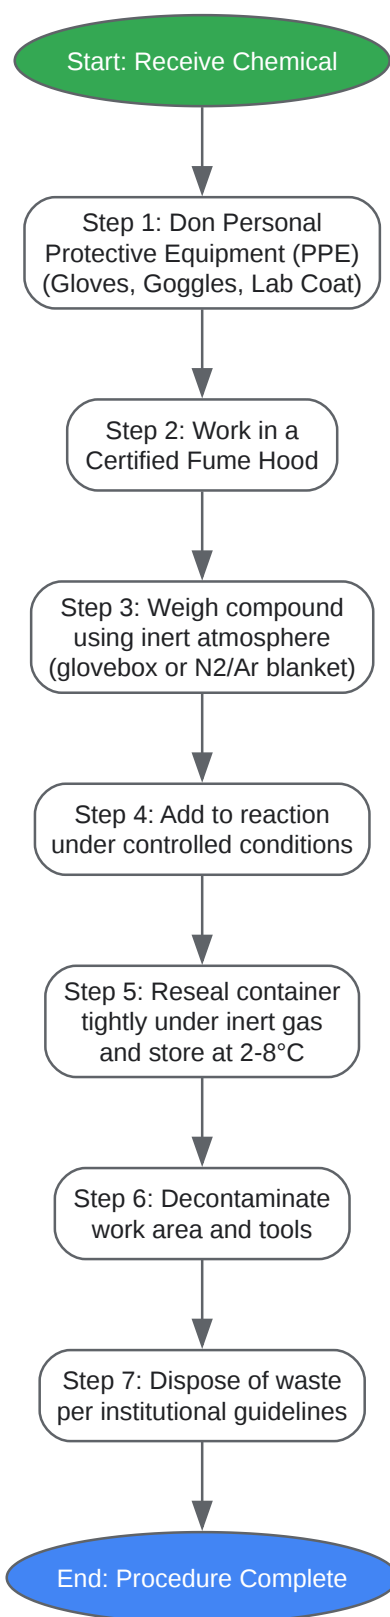 Start: Receive Chemical
Step 1: Don Personal
Protective Equipment (PPE)
(Gloves, Goggles, Lab Coat)
Step 2: Work in a
Certified Fume Hood
Step 3: Weigh compound
using inert atmosphere
(glovebox or N2/Ar blanket)
Step 4: Add to reaction
under controlled conditions
Step 5: Reseal container
tightly under inert gas
and store at 2-8°C
Step 6: Decontaminate
work area and tools
Step 7: Dispose of waste
per institutional guidelines
End: Procedure Complete